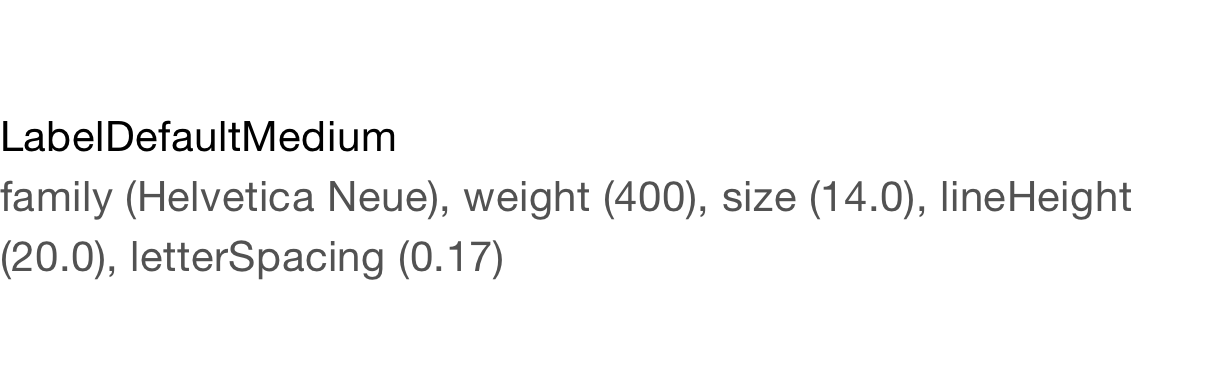 LabelDefaultMedium
family (Helvetica Neue), weight (400), size (14.0), lineHeight
(20.0), letterSpacing (0.17)